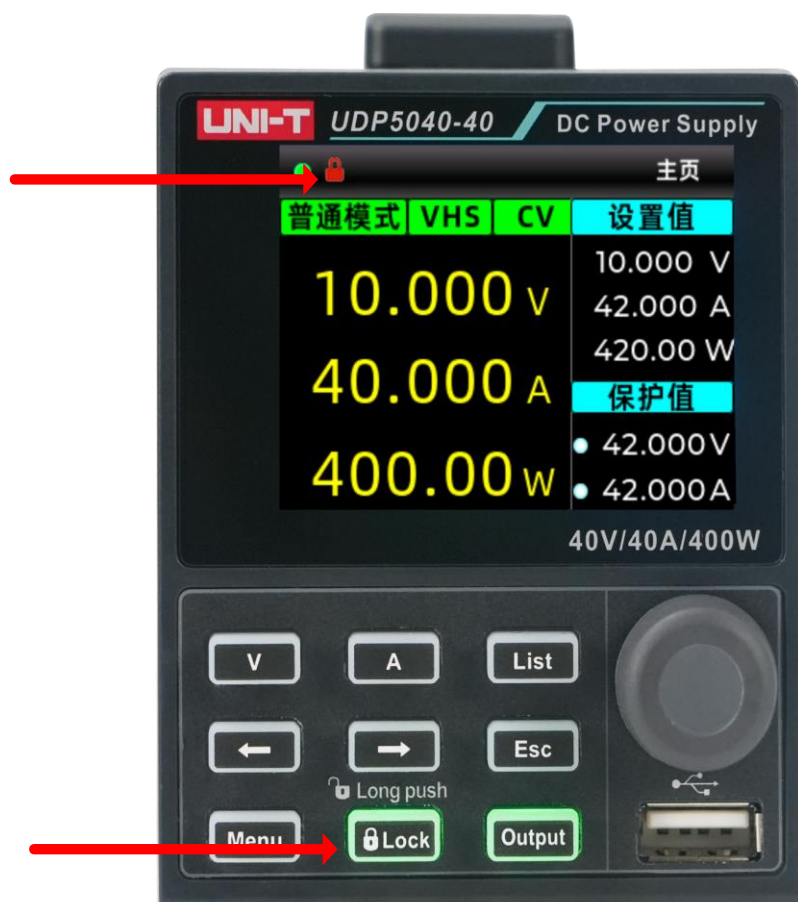 UNI-T UDP5040-40 DC Power Supply
主页
普通模式 VHS CV 设置值
10.000 V
10.000 V
42.000 A
420.00 W
40.000 A
保护值
42.000V
400.00 W
42.000A
40V/40A/400W
V A List
Esc
Long push
Menu Lock Output